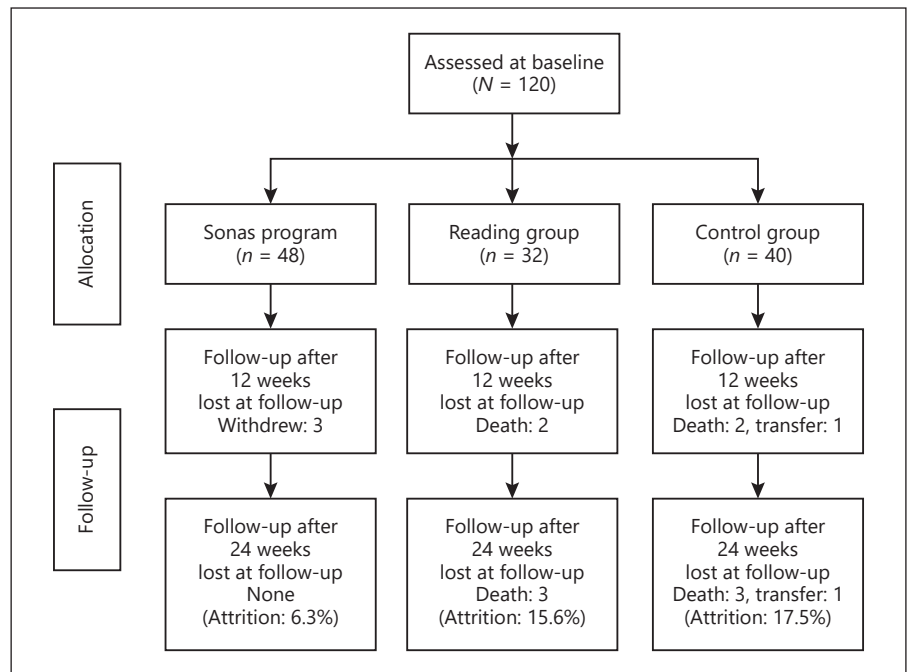 Assessed at baseline
(N = 120)
Allocation
Sonas program
(n = 48)
Reading group
(n = 32)
Control group
(n = 40)
Follow-up
Follow-up after
12 weeks
lost at follow-up
Withdrew: 3
Follow-up after
12 weeks
lost at follow-up
Death: 2
Follow-up after
12 weeks
lost at follow-up
Death: 2, transfer: 1
Follow-up after
24 weeks
lost at follow-up
None
(Attrition: 6.3%)
Follow-up after
24 weeks
lost at follow-up
Death: 3
(Attrition: 15.6%)
Follow-up after
24 weeks
lost at follow-up
Death: 3, transfer: 1
(Attrition: 17.5%)